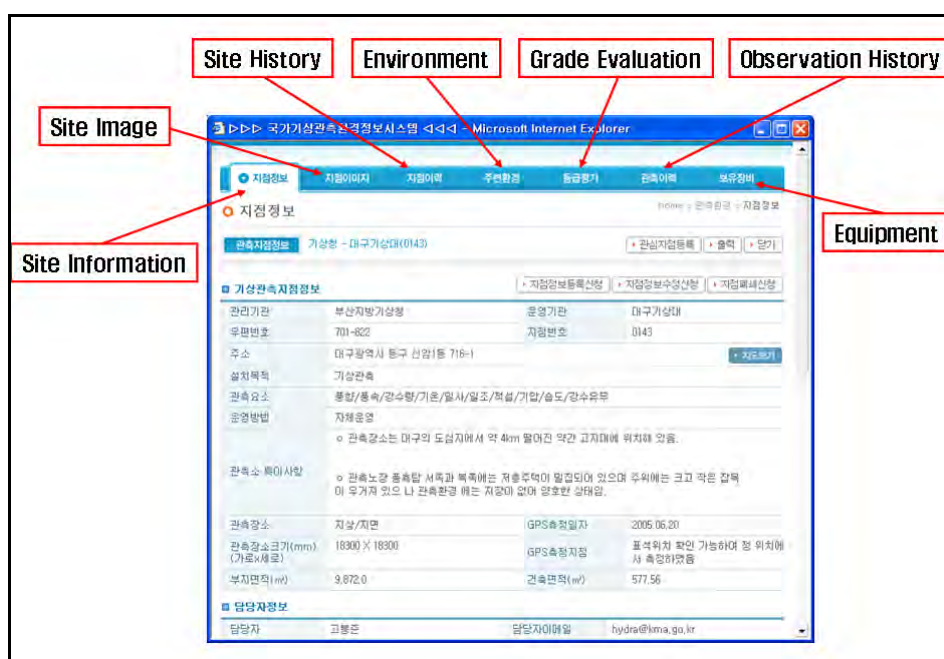 Site History Environment Grade Evaluation Observation History
Site Image
▷▷▷ 국가기상관측환경정보시스템 ◁◁◁ - Microsoft Internet Explorer
지점정보 지점이미지 지점이력 주변환경 등급평가 관측이력 보유장비
지점정보
Home > 관측환경 > 지점정보
Equipment
관측지점정보 기상청 - 대구기상대(0143) 관심지점등록 출력 닫기
Site Information
기상관측지점정보 지점정보등록신청 지점정보수정신청 지점폐쇄신청
관리기관 부산지방기상청 운영기관 대구기상대
우편번호 701-822 지점번호 0143
주소 대구광역시 동구 신암1동 716-1 지도보기
설치목적 기상관측
관측요소 풍향/풍속/강수량/기온/일사/일조/적설/기압/습도/강수유무
운영방법 자체운영
관측소 특이사항
○ 관측장소는 대구의 도심지에서 약 4km 떨어진 약간 고지대에 위치해 있음.
○ 관측노장 풍측탑 서쪽과 북쪽에는 저층주택이 밀집되어 있으며 주위에는 크고 작은 잡목
이 우거져 있으 나 관측환경 에는 지장이 없어 양호한 상태임.
관측장소 지상/지면 GPS측정일자 2005.06.20
관측장소크기(mm)
(가로x세로)
18300 X 18300
GPS측정지점
표석위치 확인 가능하여 정 위치에
서 측정하였음
부지면적(㎡) 9,872.0 건축면적(㎡) 577.56
담당자정보
담당자 고봉준 담당자이메일 hydra@kma.go.kr